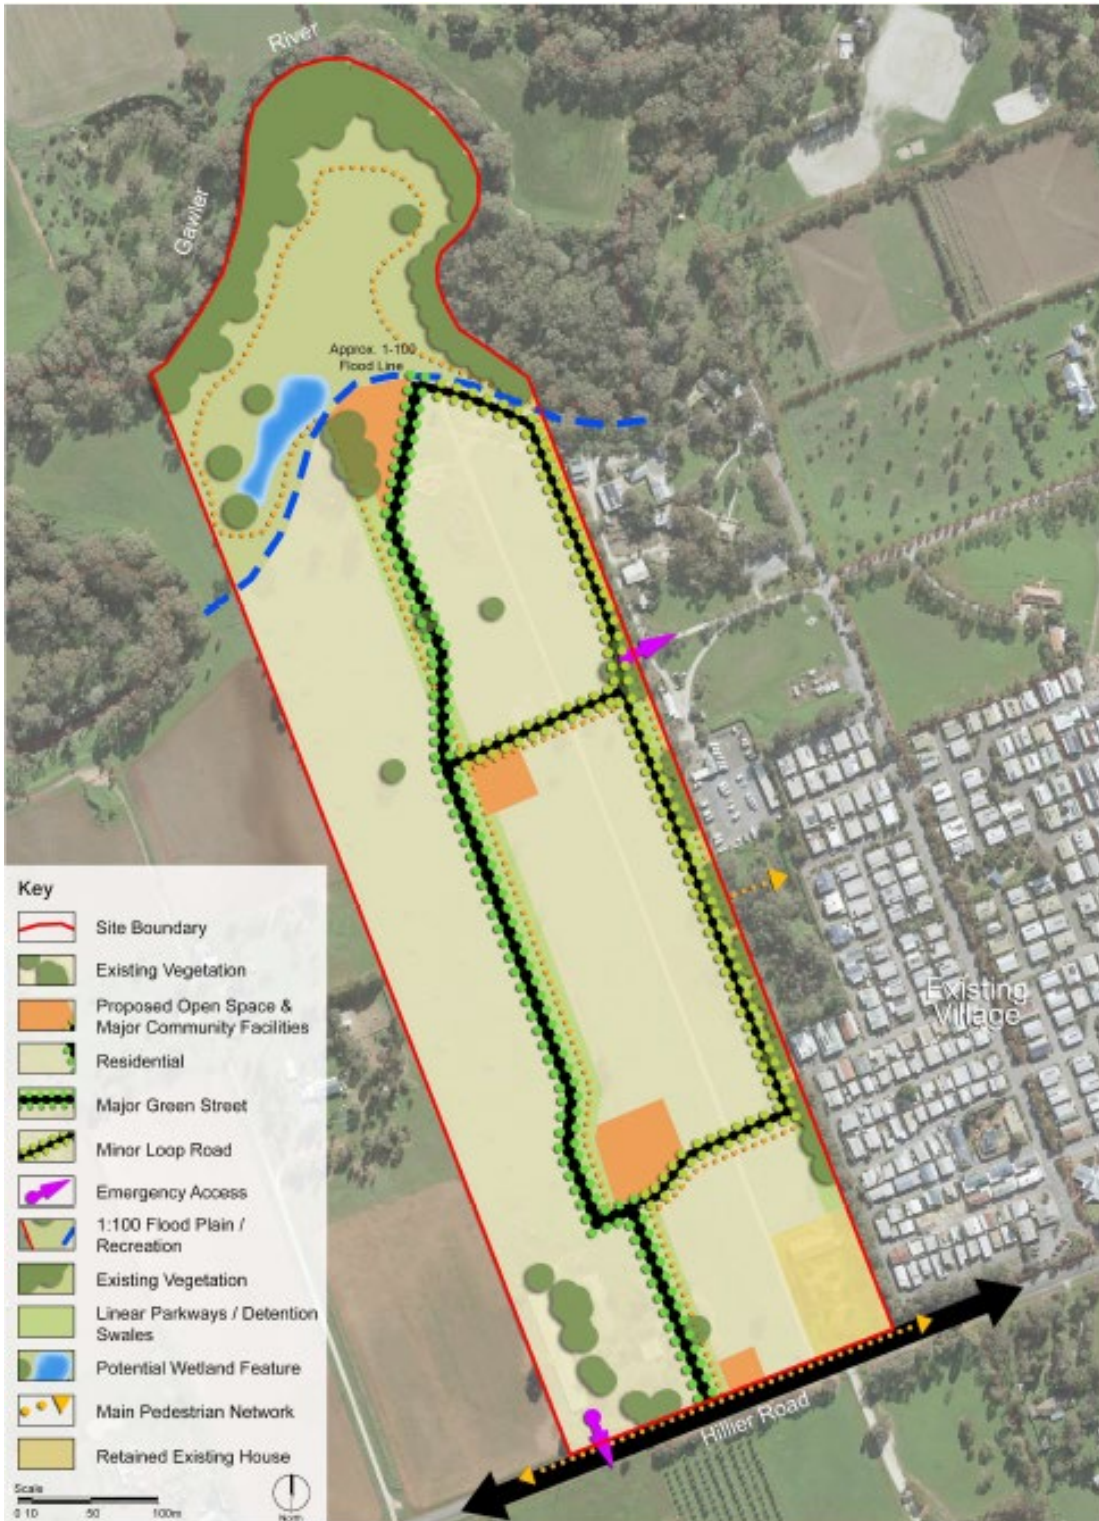 River
Gawler
Approx. 1-100
Flood Line
Existing
Village
Hillier Road
Key
Site Boundary
Existing Vegetation
Proposed Open Space &
Major Community Facilities
Residential
Major Green Street
Minor Loop Road
Emergency Access
1:100 Flood Plain /
Recreation
Existing Vegetation
Linear Parkways / Detention
Swales
Potential Wetland Feature
Main Pedestrian Network
Retained Existing House
Scale
0 10 50 100m
North